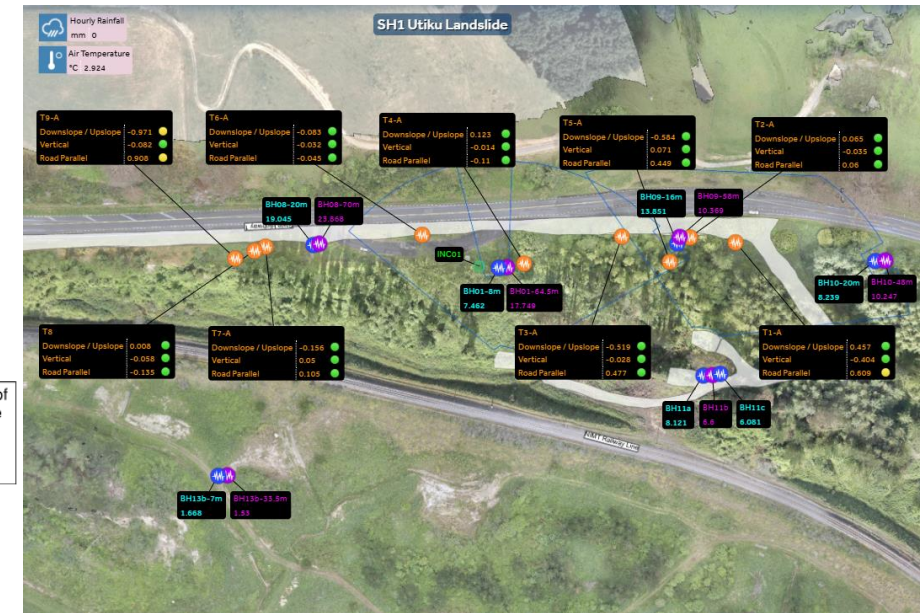 SH1 Utiku Landslide
Hourly Rainfall
mm 0
Air Temperature
°C 2.924
T9-A
Downslope / Upslope -0.971
Vertical -0.082
Road Parallel 0.908
T6-A
Downslope / Upslope -0.083
Vertical -0.032
Road Parallel -0.045
T4-A
Downslope / Upslope 0.123
Vertical -0.014
Road Parallel -0.11
T5-A
Downslope / Upslope -0.584
Vertical 0.071
Road Parallel 0.449
T2-A
Downslope / Upslope 0.065
Vertical -0.035
Road Parallel 0.06
BH08-20m
19.045
BH08-70m
23.868
BH09-16m
13.851
BH09-58m
10.369
INC01
BH01-8m
7.462
BH01-64.5m
17.749
BH10-20m
8.239
BH10-48m
10.247
T8
Downslope / Upslope 0.008
Vertical -0.058
Road Parallel -0.135
T7-A
Downslope / Upslope -0.156
Vertical 0.05
Road Parallel 0.105
T3-A
Downslope / Upslope -0.519
Vertical -0.028
Road Parallel 0.477
T1-A
Downslope / Upslope 0.457
Vertical -0.404
Road Parallel 0.609
of
BH11a
8.121
BH11b
6.6
BH11c
6.081
NIMT Railway Line
BH13b-7m
1.668
BH13b-33.5m
1.53